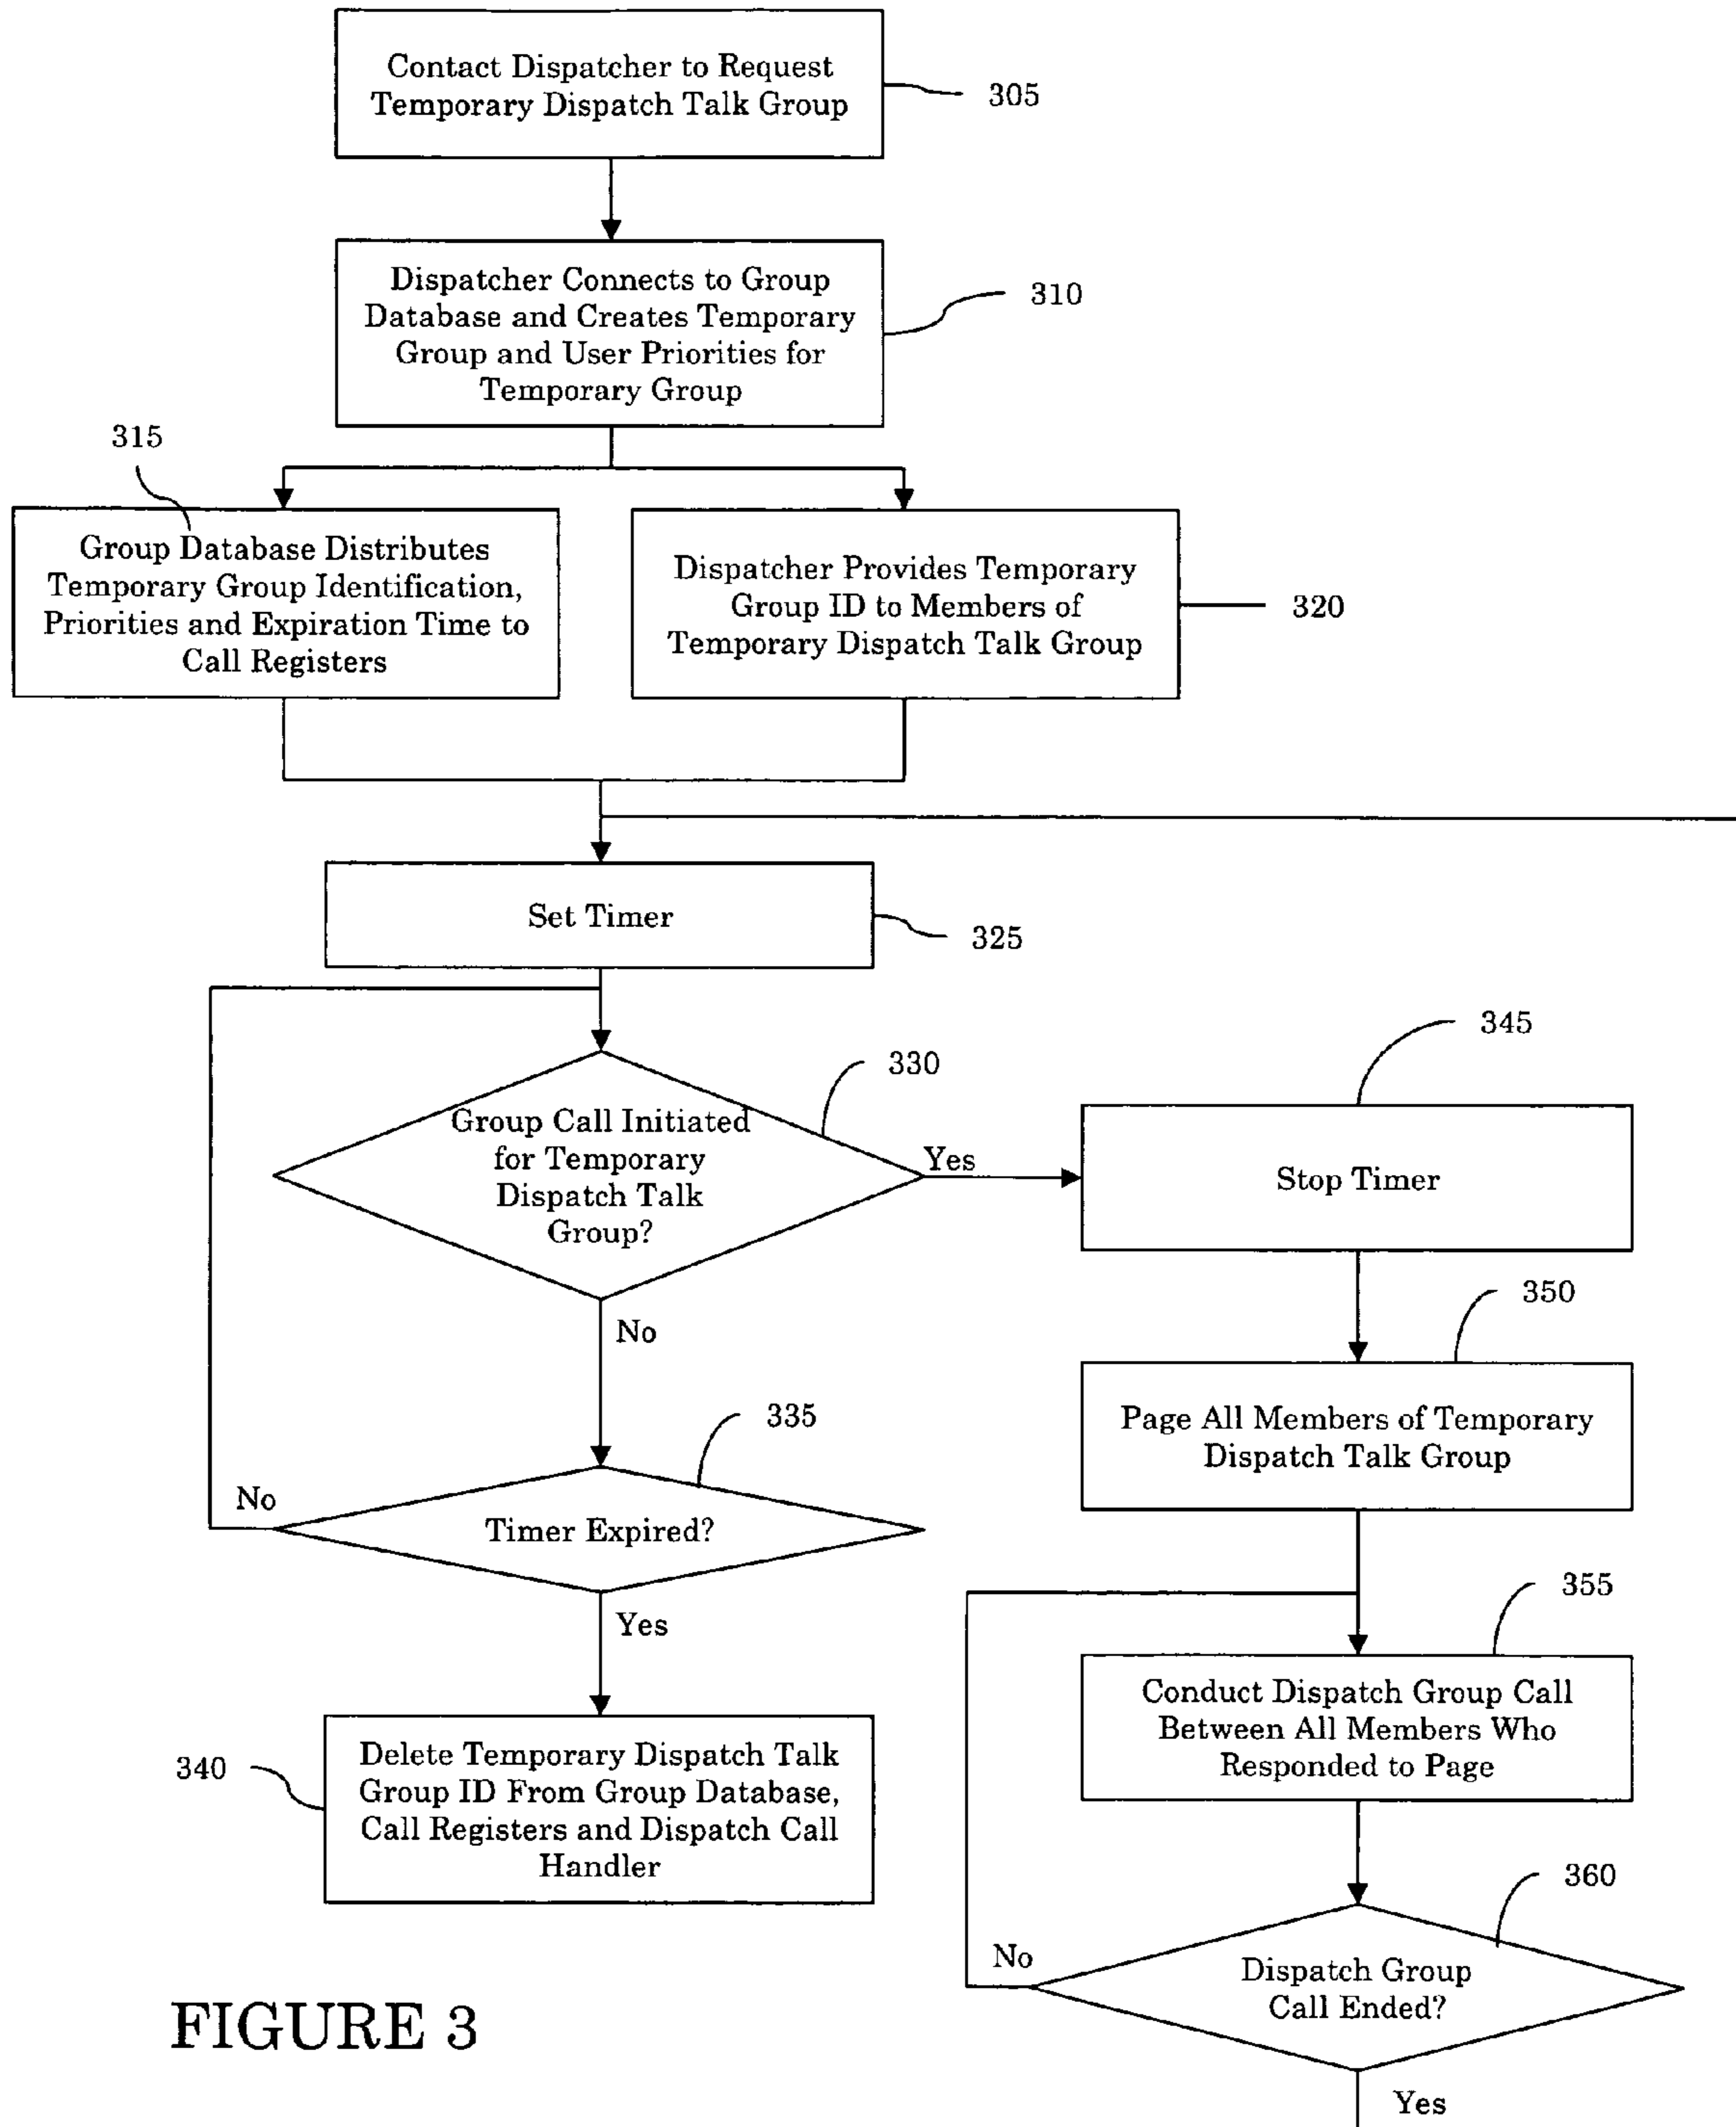 Contact Dispatcher to Request
Temporary Dispatch Talk Group
305
Dispatcher Connects to Group
Database and Creates Temporary
Group and User Priorities for
Temporary Group
310
315
Group Database Distributes
Temporary Group Identification,
Priorities and Expiration Time to
Call Registers
Dispatcher Provides Temporary
Group ID to Members of
Temporary Dispatch Talk Group
320
Set Timer
325
Group Call Initiated
for Temporary
Dispatch Talk
Group?
330
Yes
No
345
Stop Timer
350
Page All Members of Temporary
Dispatch Talk Group
335
Timer Expired?
No
Yes
355
Conduct Dispatch Group Call
Between All Members Who
Responded to Page
340
Delete Temporary Dispatch Talk
Group ID From Group Database,
Call Registers and Dispatch Call
Handler
360
Dispatch Group
Call Ended?
No
Yes
FIGURE 3